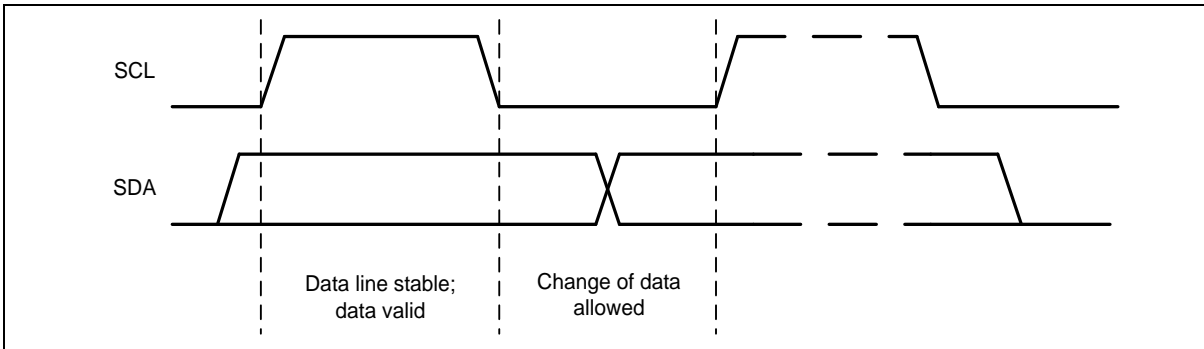 SCL
SDA
Data line stable;
data valid
Change of data
allowed